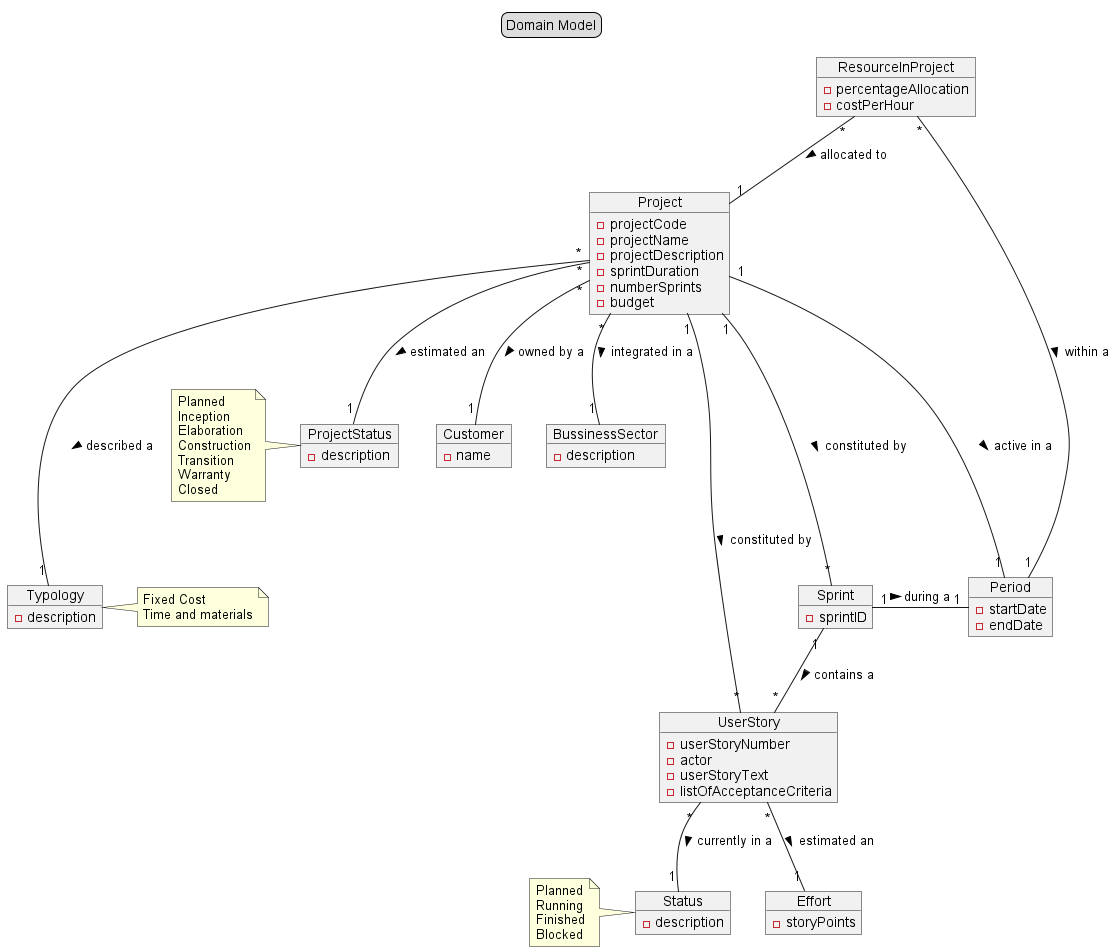 Domain Model
ResourceInProject
percentageAllocation
costPerHour
*
*
allocated to
1
Project
projectCode
projectName
projectDescription
sprintDuration
numberSprints
budget
*
*
*
*
1
1
1
estimated an
owned by a
integrated in a
within a
Planned
Inception
Elaboration
Construction
Transition
Warranty
Closed
1
ProjectStatus
description
1
Customer
name
1
BussinessSector
description
described a
constituted by
active in a
constituted by
1
Typology
description
Fixed Cost
Time and materials
*
Sprint
sprintID
1
during a
1
1
1
Period
startDate
endDate
1
contains a
*
*
UserStory
userStoryNumber
actor
userStoryText
listOfAcceptanceCriteria
*
*
currently in a
estimated an
Planned
Running
Finished
Blocked
1
Status
description
1
Effort
storyPoints